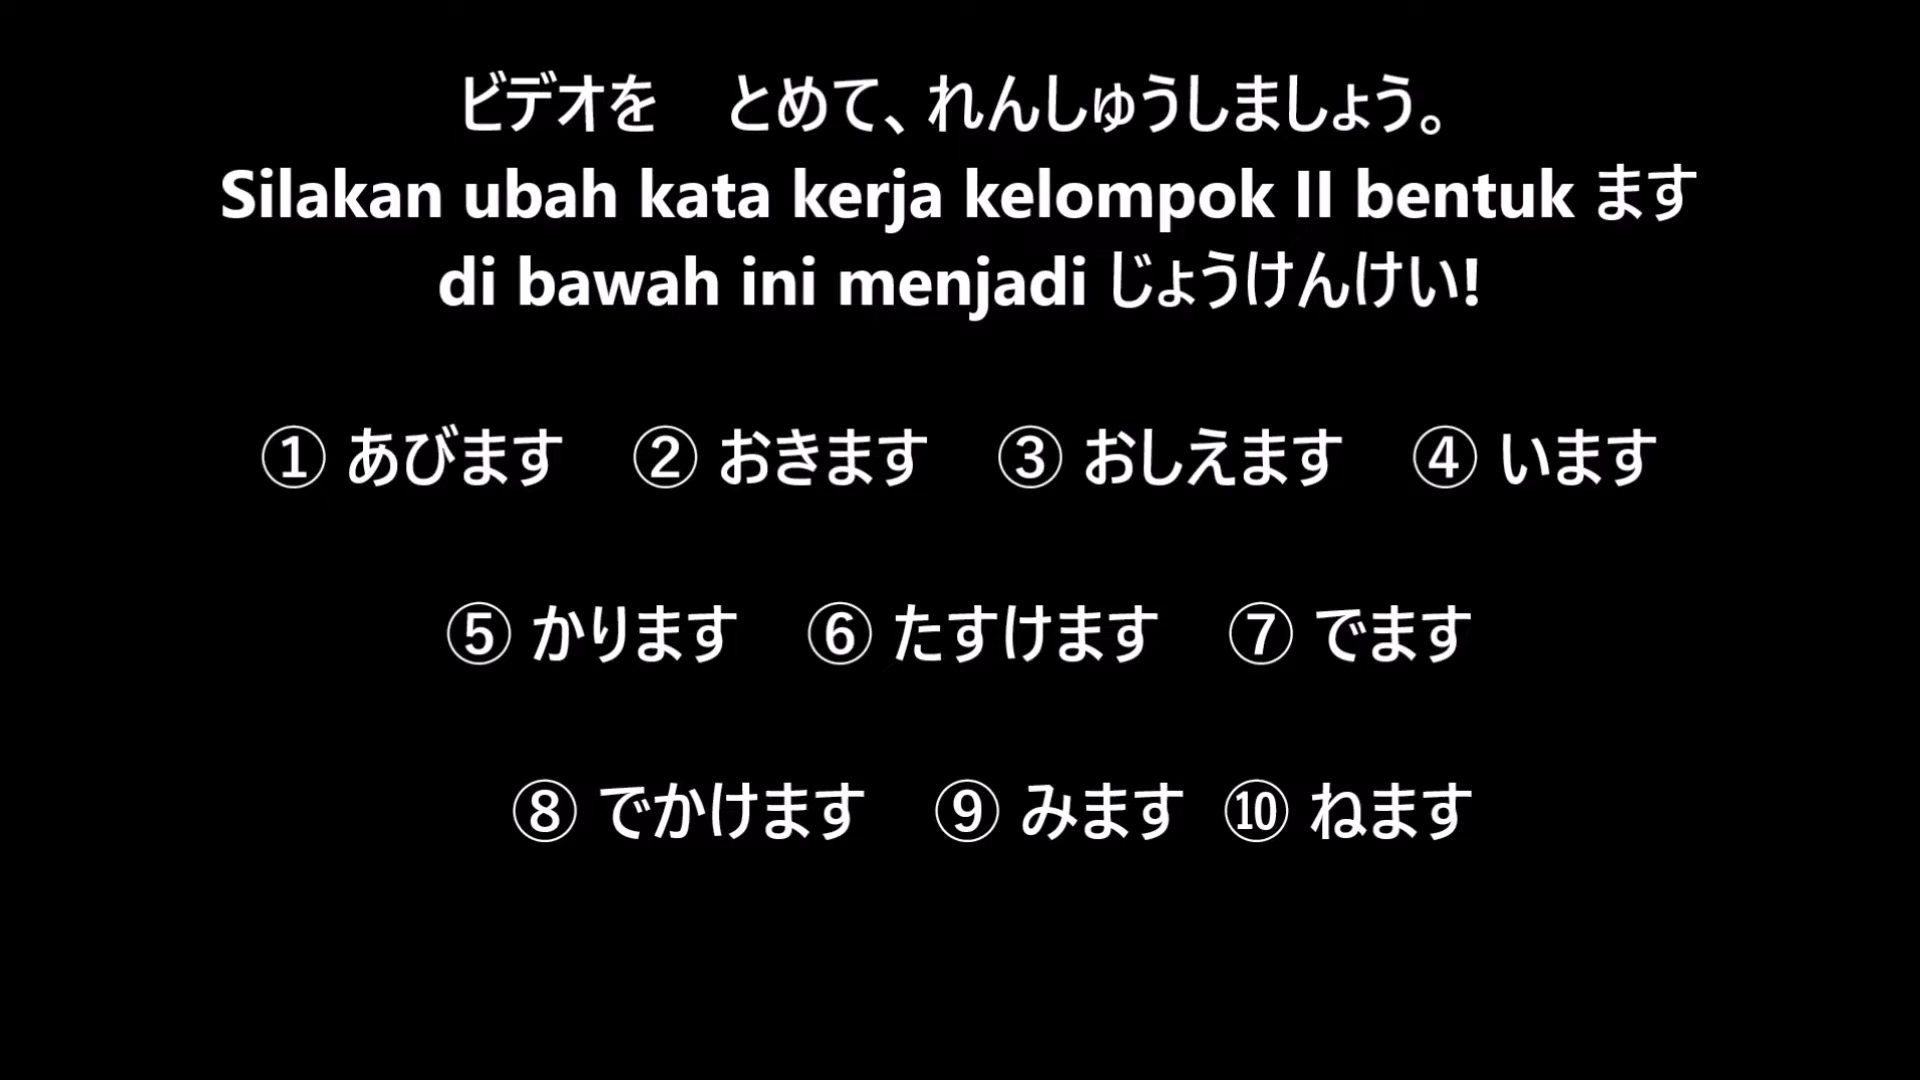 ビデオを　とめて、れんしゅうしましょう。
Silakan ubah kata kerja kelompok II bentuk ます
di bawah ini menjadi じょうけんけい!
① あびます　② おきます　③ おしえます　④ います
⑤ かります　⑥ たすけます　⑦ でます
⑧ でかけます　⑨ みます　⑩ ねます